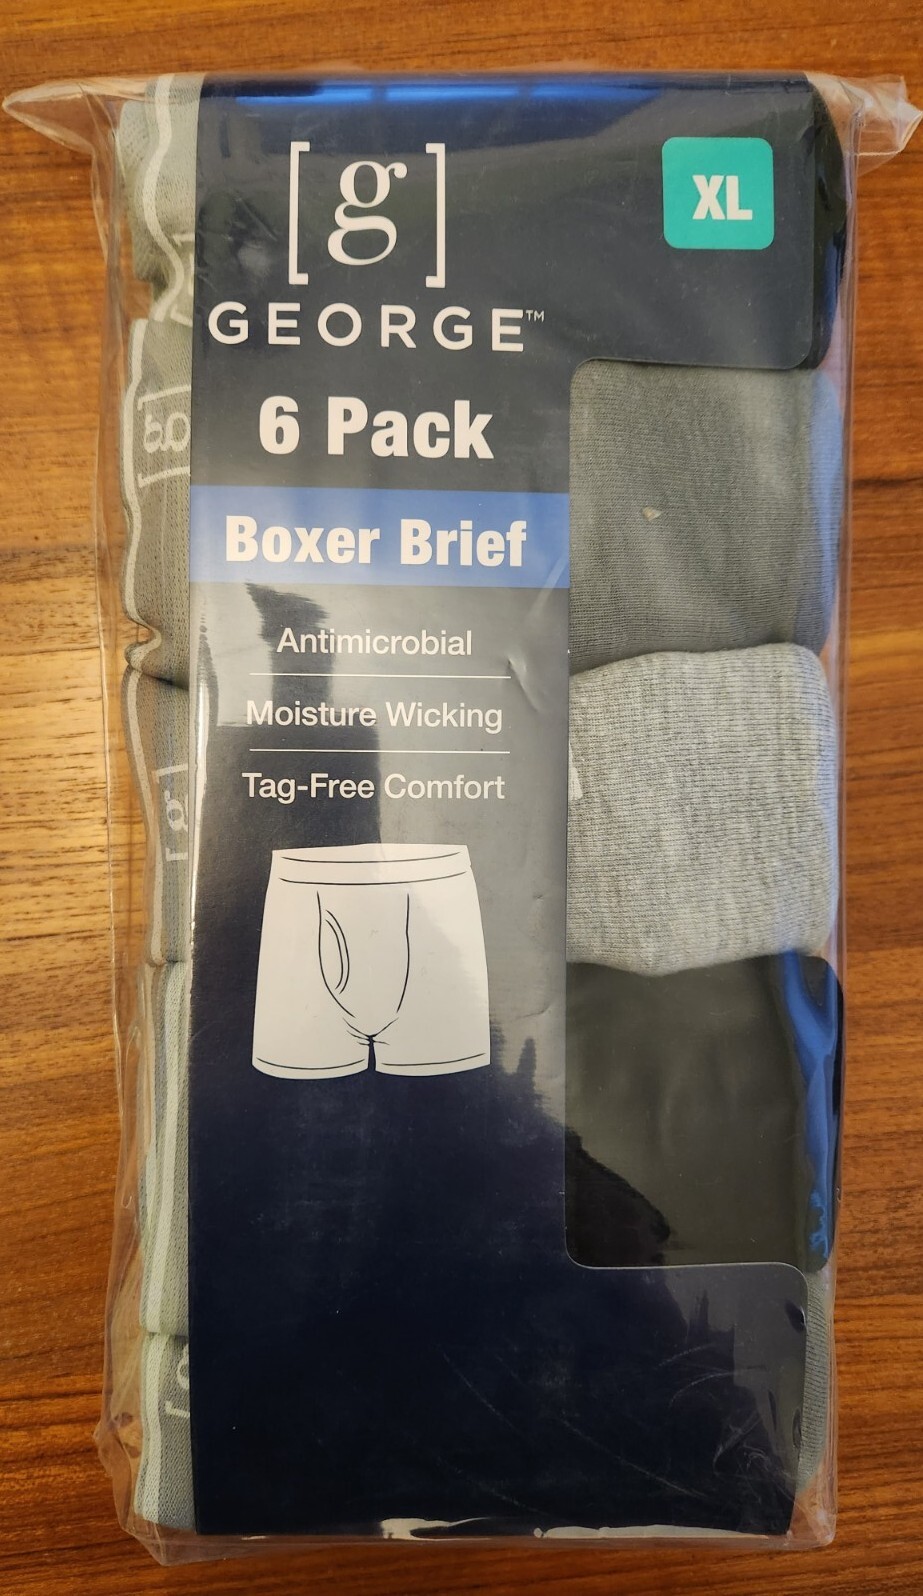 [g]
XL
GEORGE™
6 Pack
Boxer Brief
Antimicrobial
Moisture Wicking
Tag-Free Comfort
[g]
[g]